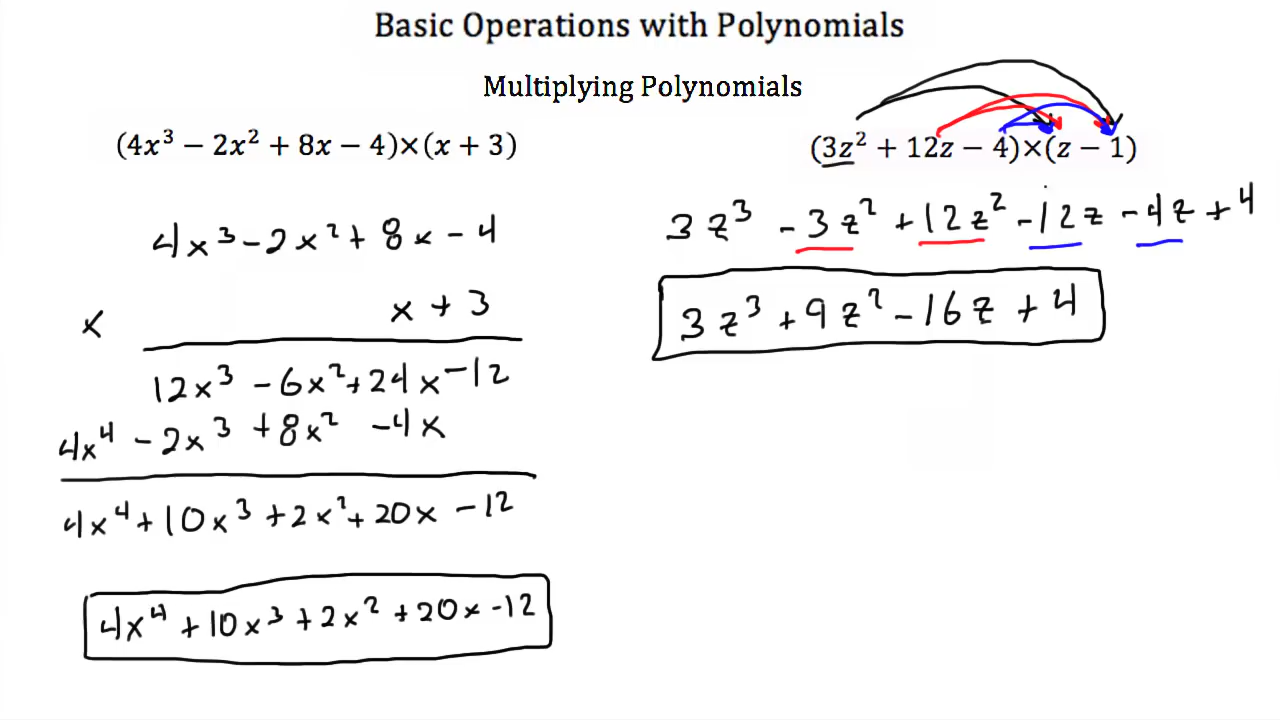 Basic Operations with Polynomials
Multiplying Polynomials
(4x³ − 2x² + 8x − 4)×(x + 3)
4x³ - 2x² + 8x - 4
x + 3
×
12x³ - 6x² + 24x - 12
4x⁴ - 2x³ + 8x² - 4x
4x⁴ + 10x³ + 2x² + 20x - 12
4x⁴ + 10x³ + 2x² + 20x - 12
(3z² + 12z − 4)×(z − 1)
3z³ - 3z² + 12z² - 12z - 4z + 4
3z³ + 9z² - 16z + 4